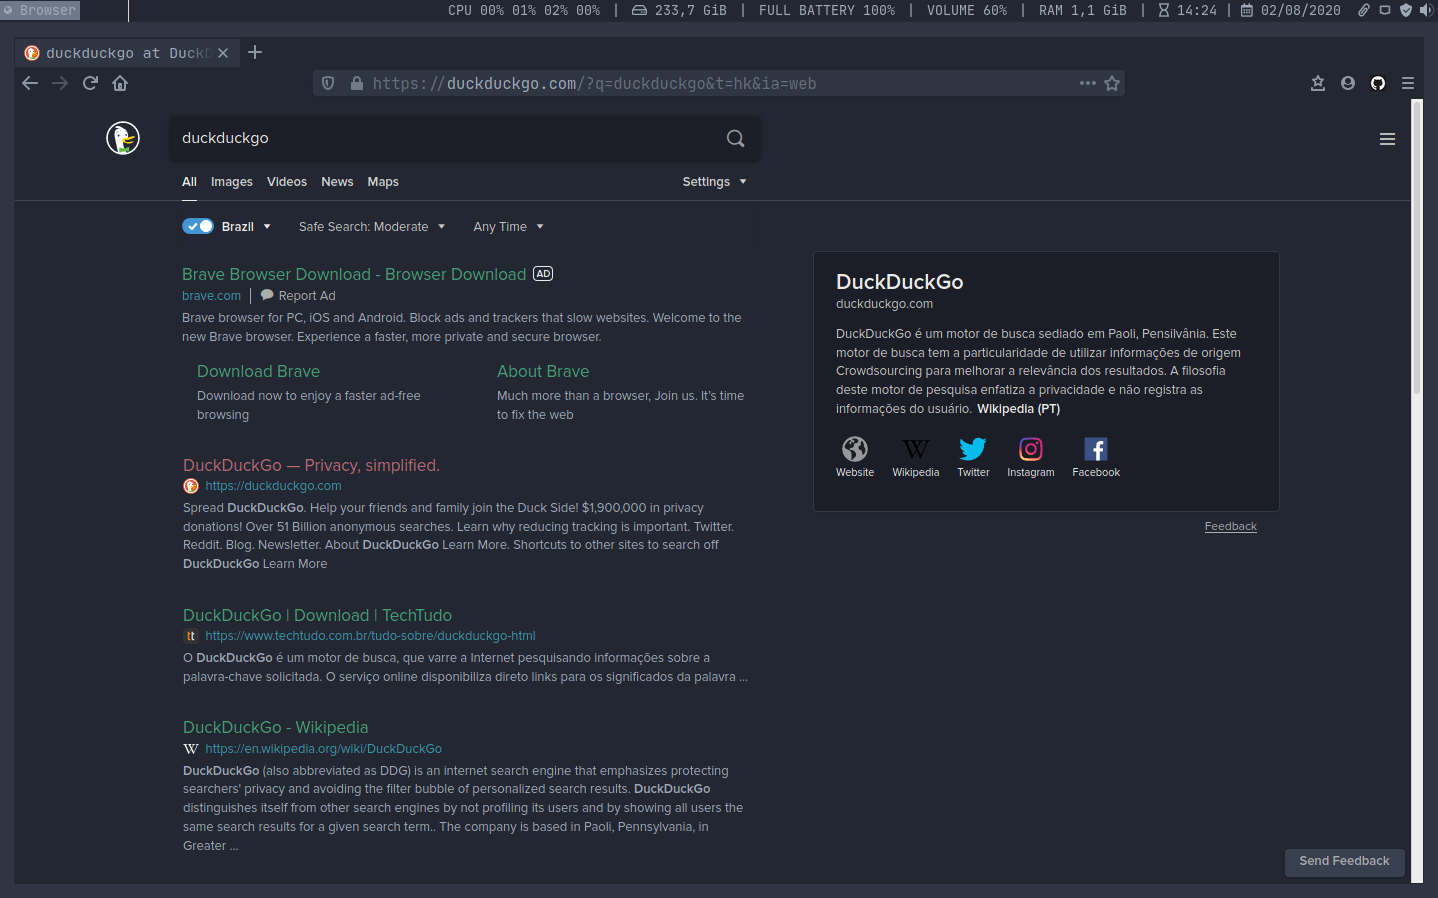 Browser
CPU 00% 01% 02% 00% | 233,7 GiB | FULL BATTERY 100% | VOLUME 60% | RAM 1,1 GiB | 14:24 | 02/08/2020
duckduckgo at Duck
https://duckduckgo.com/?q=duckduckgo&t=hk&ia=web
duckduckgo
All Images Videos News Maps Settings
Brazil Safe Search: Moderate Any Time
Brave Browser Download - Browser Download AD
brave.com | Report Ad
Brave browser for PC, iOS and Android. Block ads and trackers that slow websites. Welcome to the
new Brave browser. Experience a faster, more private and secure browser.
Download Brave
Download now to enjoy a faster ad-free
browsing
About Brave
Much more than a browser, Join us. It's time
to fix the web
DuckDuckGo — Privacy, simplified.
https://duckduckgo.com
Spread DuckDuckGo. Help your friends and family join the Duck Side! $1,900,000 in privacy
donations! Over 51 Billion anonymous searches. Learn why reducing tracking is important. Twitter.
Reddit. Blog. Newsletter. About DuckDuckGo Learn More. Shortcuts to other sites to search off
DuckDuckGo Learn More
DuckDuckGo | Download | TechTudo
tt https://www.techtudo.com.br/tudo-sobre/duckduckgo-html
O DuckDuckGo é um motor de busca, que varre a Internet pesquisando informações sobre a
palavra-chave solicitada. O serviço online disponibiliza direto links para os significados da palavra ...
DuckDuckGo - Wikipedia
W https://en.wikipedia.org/wiki/DuckDuckGo
DuckDuckGo (also abbreviated as DDG) is an internet search engine that emphasizes protecting
searchers' privacy and avoiding the filter bubble of personalized search results. DuckDuckGo
distinguishes itself from other search engines by not profiling its users and by showing all users the
same search results for a given search term.. The company is based in Paoli, Pennsylvania, in
Greater ...
DuckDuckGo
duckduckgo.com
DuckDuckGo é um motor de busca sediado em Paoli, Pensilvânia. Este
motor de busca tem a particularidade de utilizar informações de origem
Crowdsourcing para melhorar a relevância dos resultados. A filosofia
deste motor de pesquisa enfatiza a privacidade e não registra as
informações do usuário. Wikipedia (PT)
Website Wikipedia Twitter Instagram Facebook
Feedback
Send Feedback